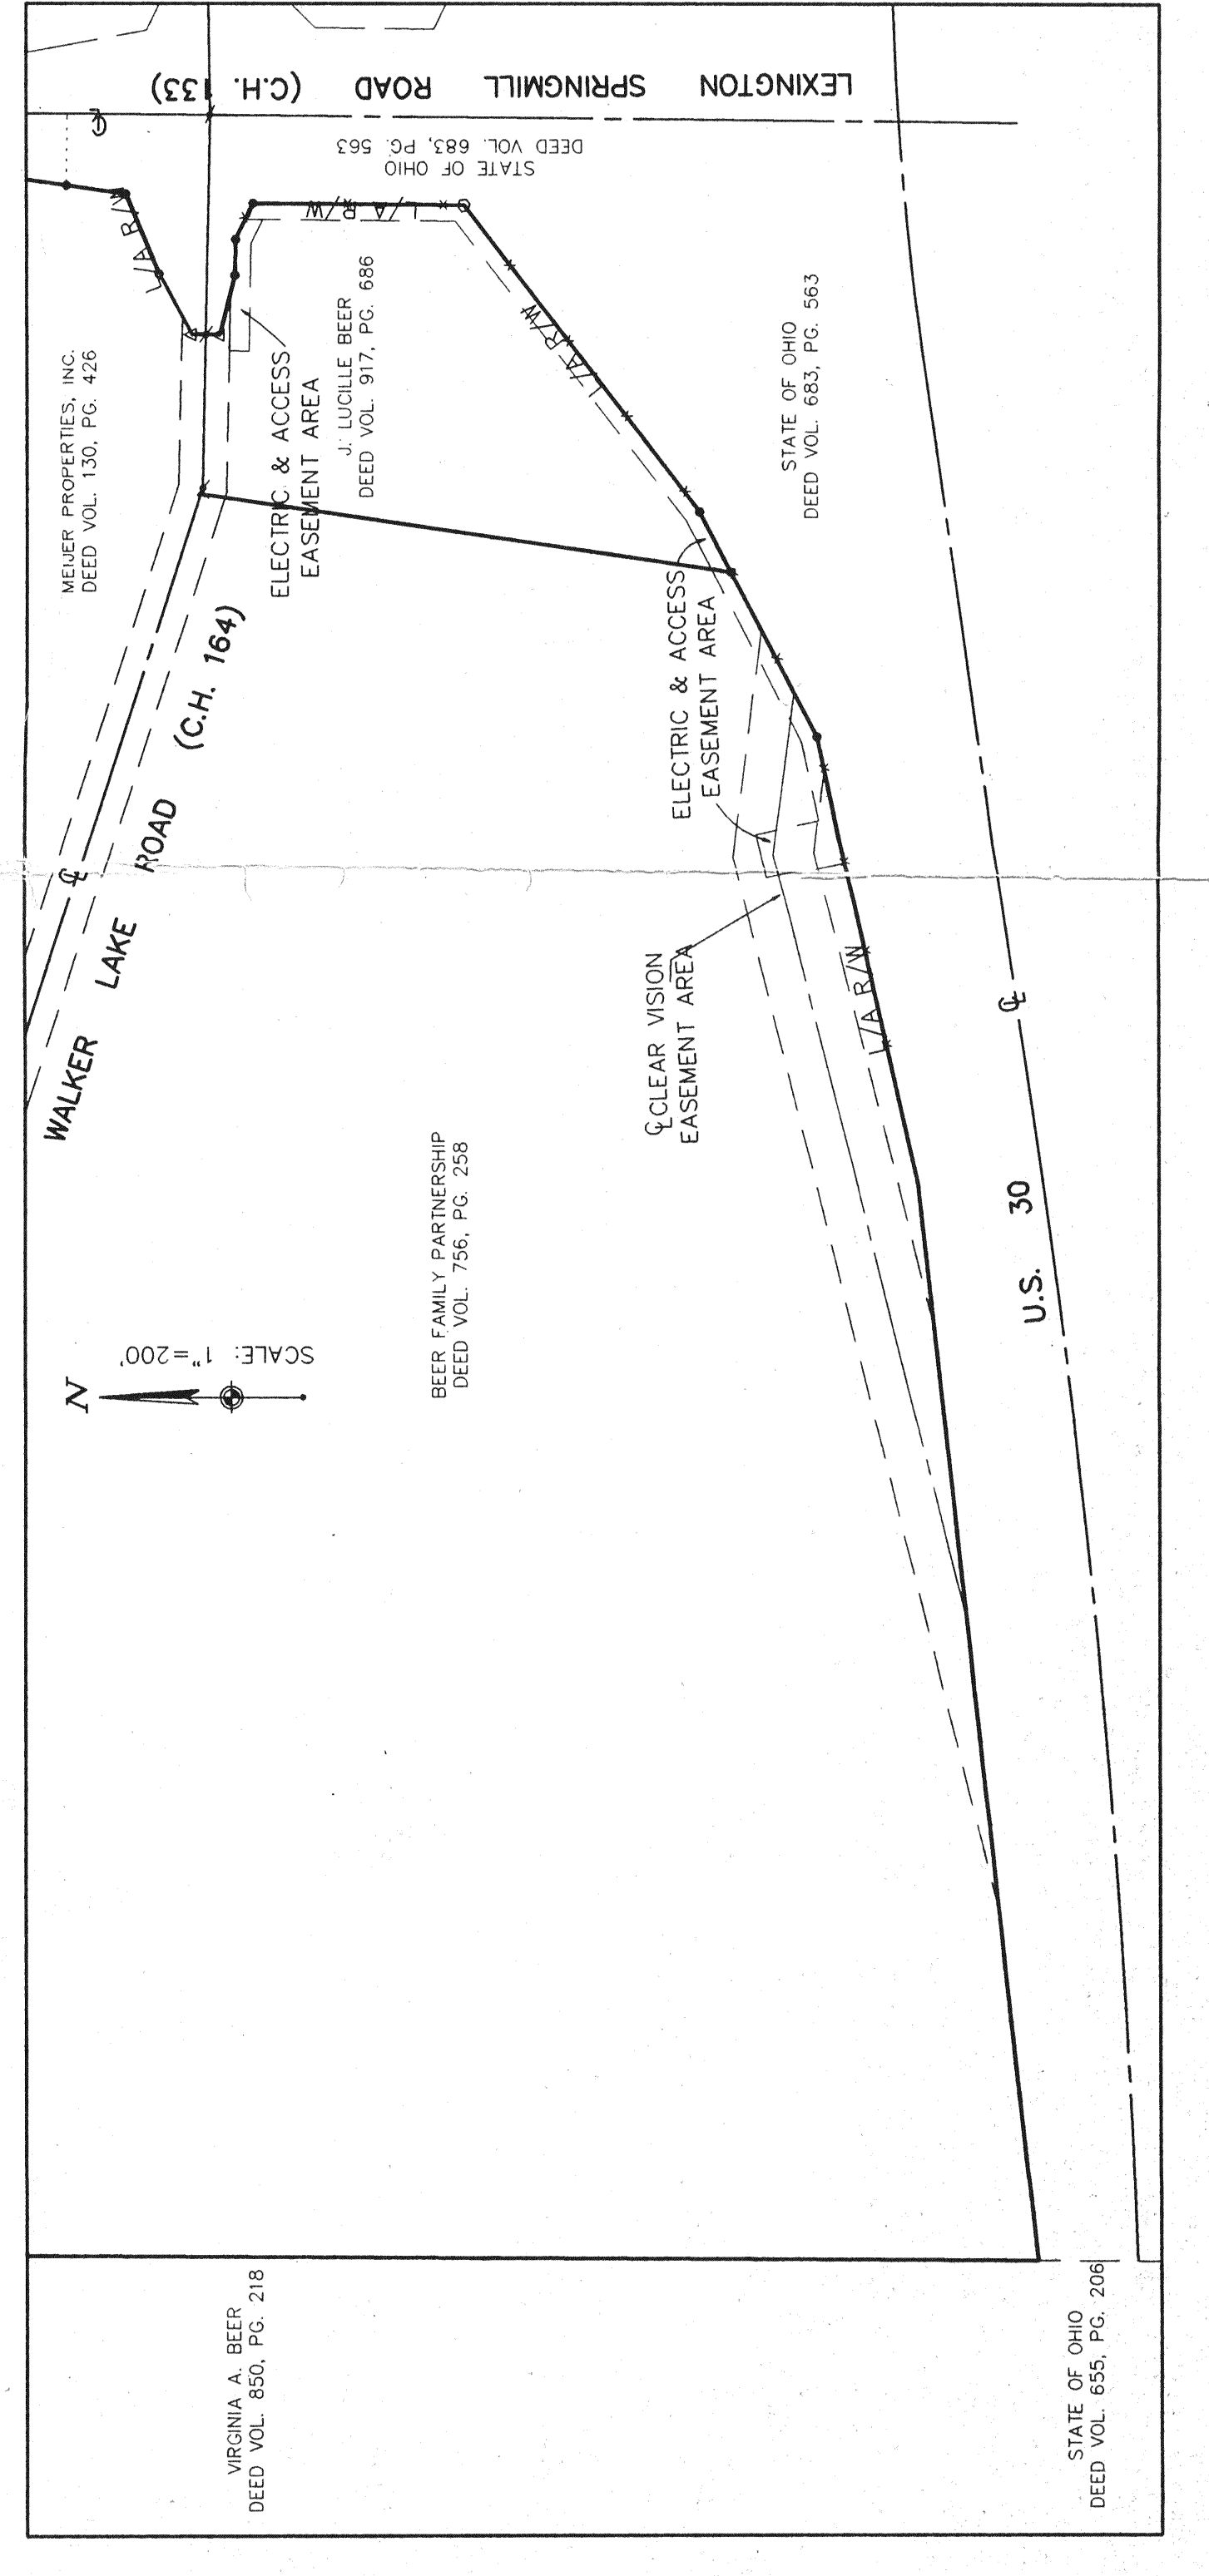 LEXINGTON SPRINGMILL ROAD (C.H. 133)
℄
STATE OF OHIO
DEED VOL. 683, PG. 563
L/A R/W
L/A R/W
MEIJER PROPERTIES, INC.
DEED VOL. 130, PG. 426
ELECTRIC & ACCESS
EASEMENT AREA
J. LUCILLE BEER
DEED VOL. 917, PG. 686
L/A R/W
STATE OF OHIO
DEED VOL. 683, PG. 563
WALKER LAKE ROAD (C.H. 164)
℄
ELECTRIC & ACCESS
EASEMENT AREA
℄ CLEAR VISION
EASEMENT AREA
L/A R/W
℄
U.S. 30
N
SCALE: 1"=200'
BEER FAMILY PARTNERSHIP
DEED VOL. 756, PG. 258
VIRGINIA A. BEER
DEED VOL. 850, PG. 218
STATE OF OHIO
DEED VOL. 655, PG. 206